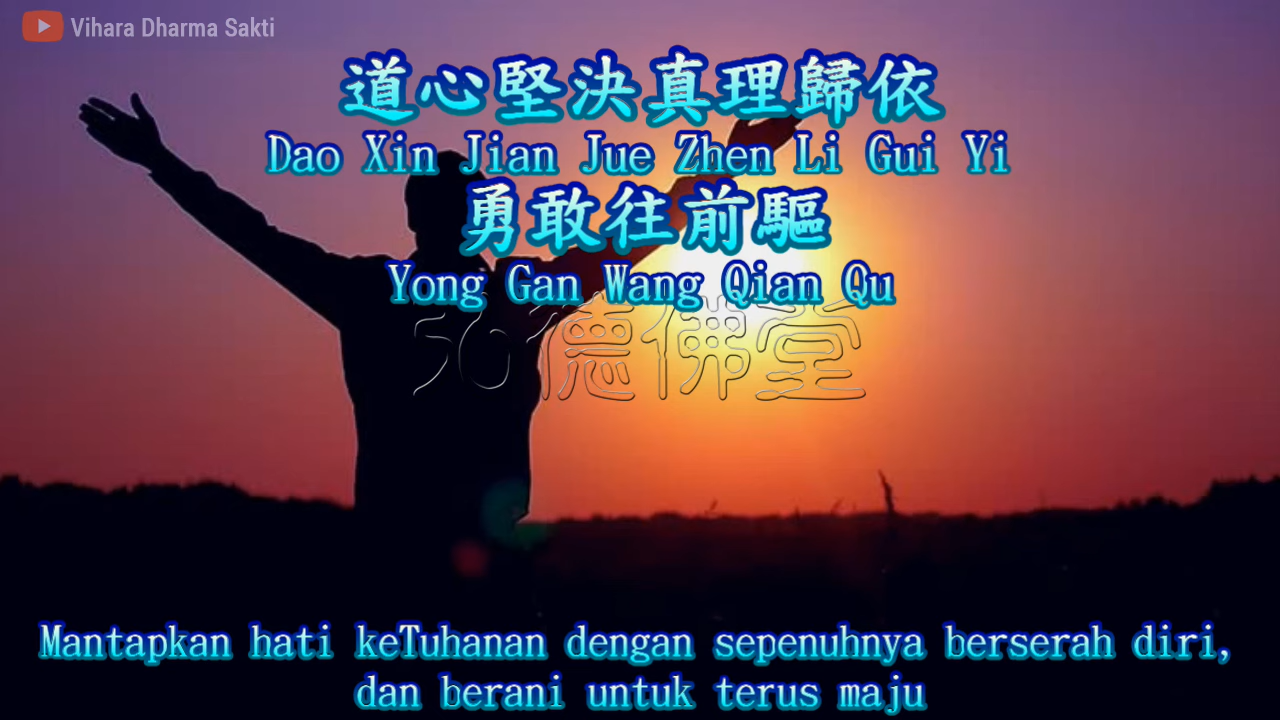 Vihara Dharma Sakti
道心堅決真理歸依
Dao Xin Jian Jue Zhen Li Gui Yi
勇敢往前驅
Yong Gan Wang Qian Qu
弘德佛堂
Mantapkan hati keTuhanan dengan sepenuhnya berserah diri,
dan berani untuk terus maju